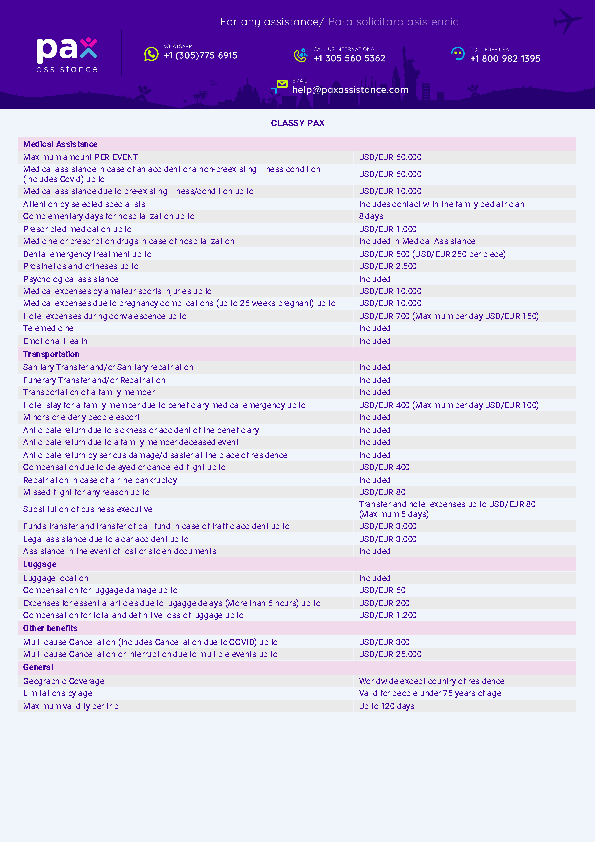 For any assistance/ Para solicitar asistencia
pax
assistance
WHATSAPP
+1 (305)775 6915
+1 305 560 5362
+1 800 982 1395
help@paxassistance.com
CLASSY PAX
Medical Assistance
Maximum amount PER EVENT USD/EUR 50.000
Medical assistance in case of an accident or a non-preexisting illness condition
(includes Covid) up to USD/EUR 50.000
Medical assistance due to preexisting illness/condition up to USD/EUR 10.000
Attention by selected specialists Includes contact with the family pediatrician
Complementary days for hospitalization up to 8 days
Prescripted medication up to USD/EUR 1.000
Medicine or prescription drugs in case of hospitalization Included in Medical Assistance
Dental emergency treatment up to USD/EUR 500 (USD/EUR 250 per piece)
Prosthetics and ortheses up to USD/EUR 2.500
Psychological assistance Included
Medical expenses by amateur sports injuries up to USD/EUR 10.000
Medical expenses due to pregnancy complications (up to 26 weeks pregnant) up to USD/EUR 10.000
Hotel expenses during convalescence up to USD/EUR 700 (Maximum per day USD/EUR 150)
Telemedicine Included
Emotional Health Included
Transportation
Sanitary Transfer and/or Sanitary repatriation Included
Funerary Transfer and/or Repatriation Included
Transportation of a family member Included
Hotel stay for a family member due to beneficiary medical emergency up to USD/EUR 400 (Maximum per day USD/EUR 100)
Minors or elderly people escort Included
Anticipate return due to sickness or accident of the beneficiary Included
Anticipate return due to a family member deceased event Included
Anticipate return by serious damage/disaster at the place of residence Included
Compensation due to delayed or canceled flight up to USD/EUR 400
Repatriation in case of airline bankruptcy Included
Missed flight for any reason up to USD/EUR 80
Substitution of business executive Transfer and hotel expenses up to USD/EUR 80
(Maximum 5 days)
Funds transfer and transfer of bail fund in case of traffic accident up to USD/EUR 3.000
Legal assistance due to a car accident up to USD/EUR 3.000
Assistance in the event of lost or stolen documents Included
Luggage
Luggage location Included
Compensation for luggage damage up to USD/EUR 50
Expenses for essential articles due to lugagge delays (More than 6 hours) up to USD/EUR 200
Compensation for total and definitive loss of luggage up to USD/EUR 1.200
Other benefits
Multi cause Cancellation (Includes Cancellation due to COVID) up to USD/EUR 300
Multi cause Cancellation or interruption due to multiple events up to USD/EUR 25.000
General
Geographic Coverage Worldwide except country of residence
Limitations by age Valid for people under 75 years of age
Maximum validity per trip Up to 120 days